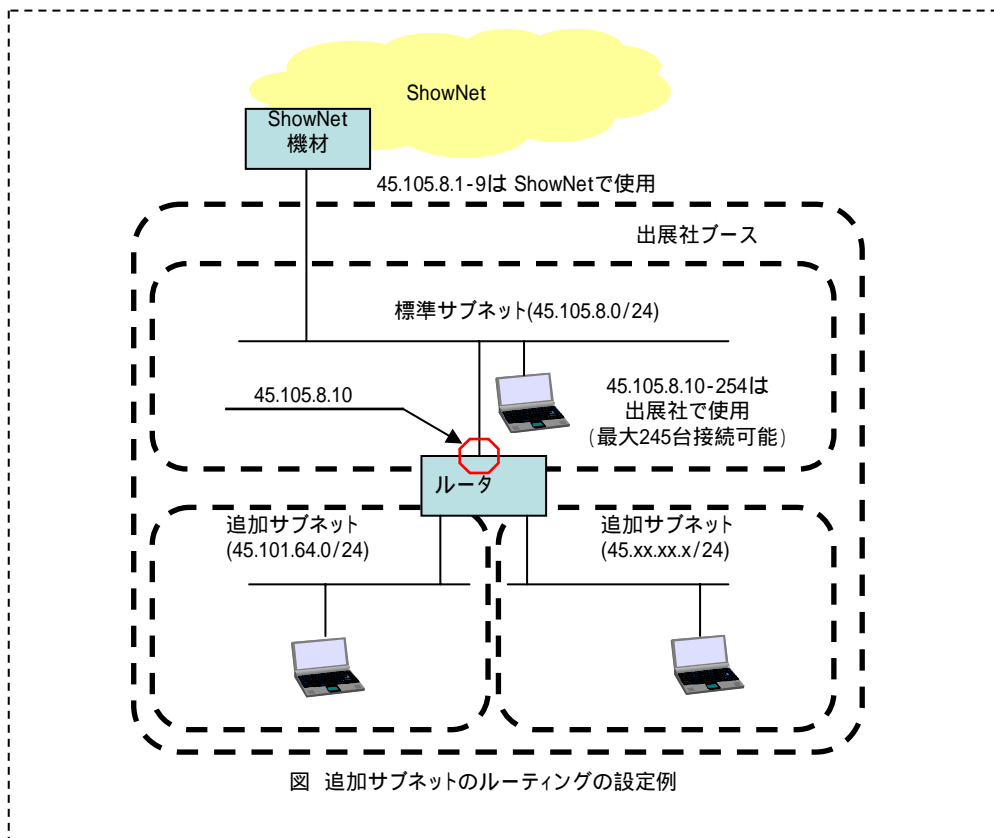 ShowNet
ShowNet
機材
45.105.8.1-9は ShowNetで使用
出展社ブース
標準サブネット(45.105.8.0/24)
45.105.8.10
45.105.8.10-254は
出展社で使用
(最大245台接続可能)
ルータ
追加サブネット
(45.101.64.0/24)
追加サブネット
(45.xx.xx.x/24)
図 追加サブネットのルーティングの設定例